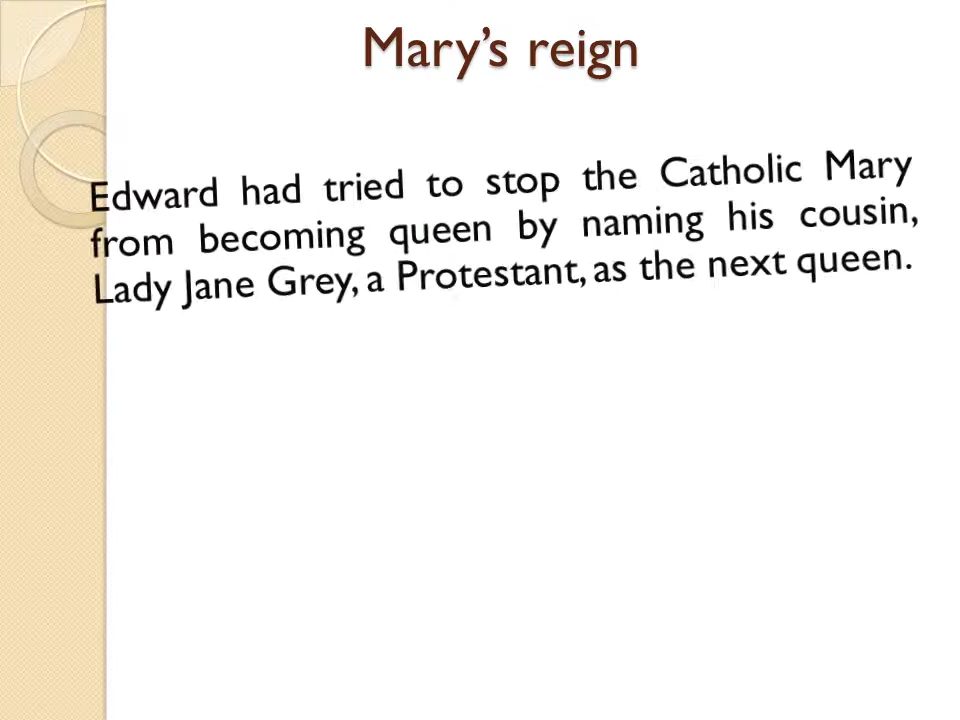 Mary’s reign
Edward had tried to stop the Catholic Mary
from becoming queen by naming his cousin,
Lady Jane Grey, a Protestant, as the next queen.